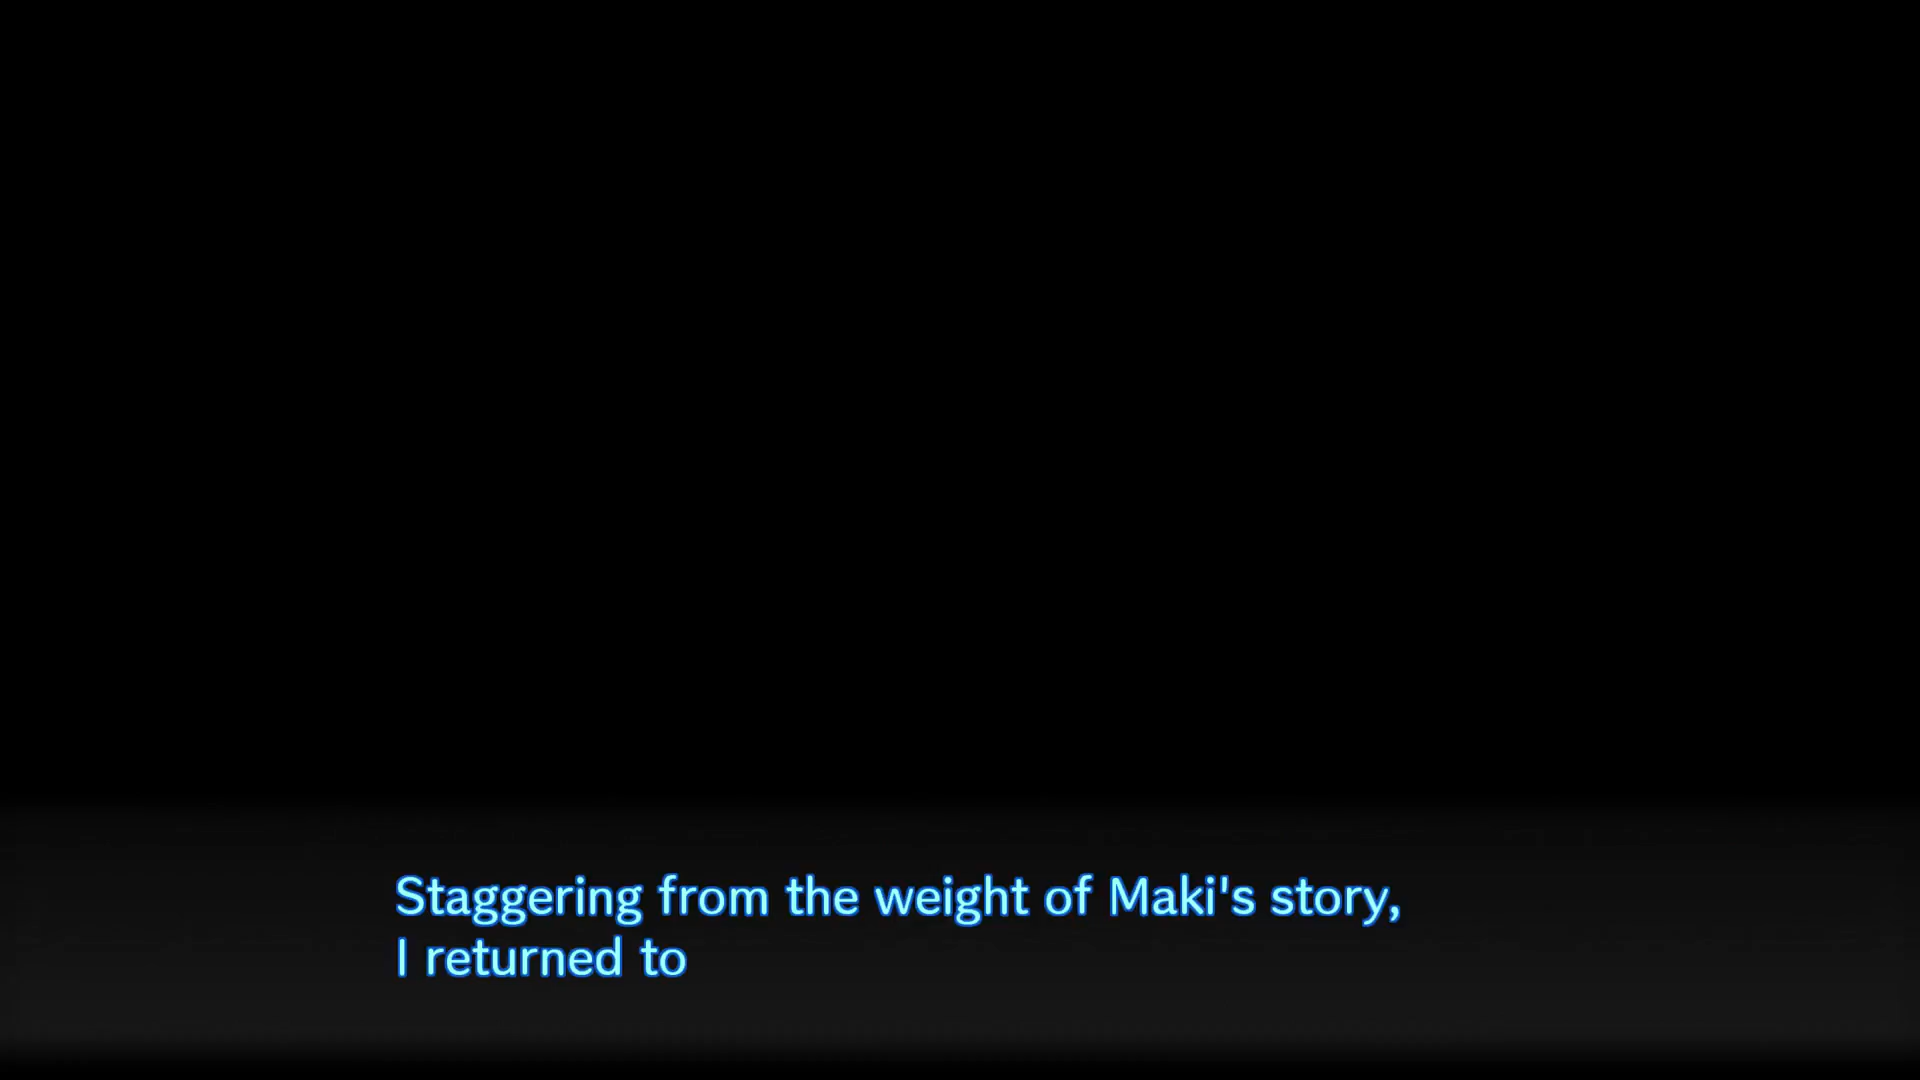 Staggering from the weight of Maki's story,
I returned to